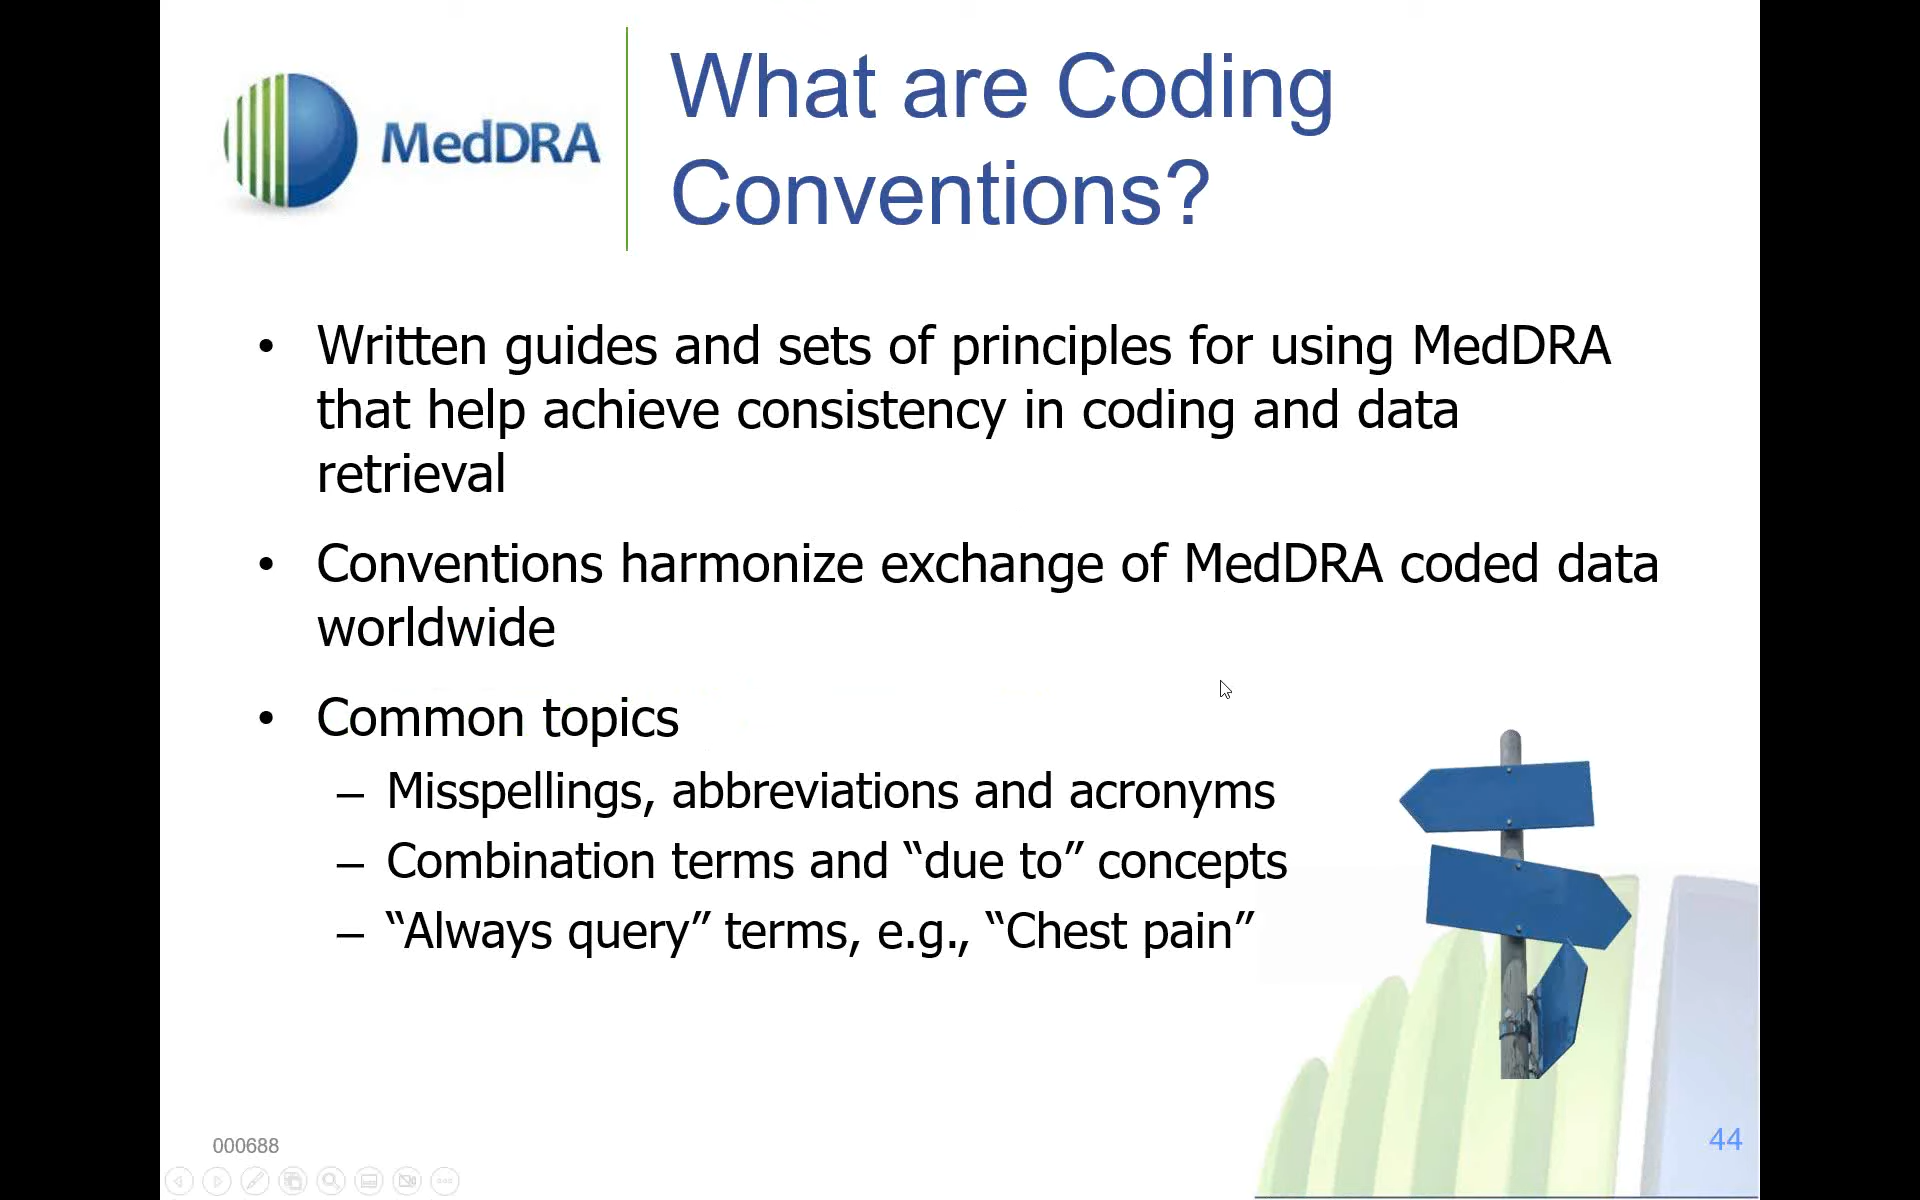 MedDRA
What are Coding
Conventions?
• Written guides and sets of principles for using MedDRA
that help achieve consistency in coding and data
retrieval
• Conventions harmonize exchange of MedDRA coded data
worldwide
• Common topics
– Misspellings, abbreviations and acronyms
– Combination terms and “due to” concepts
– “Always query” terms, e.g., “Chest pain”
000688
44